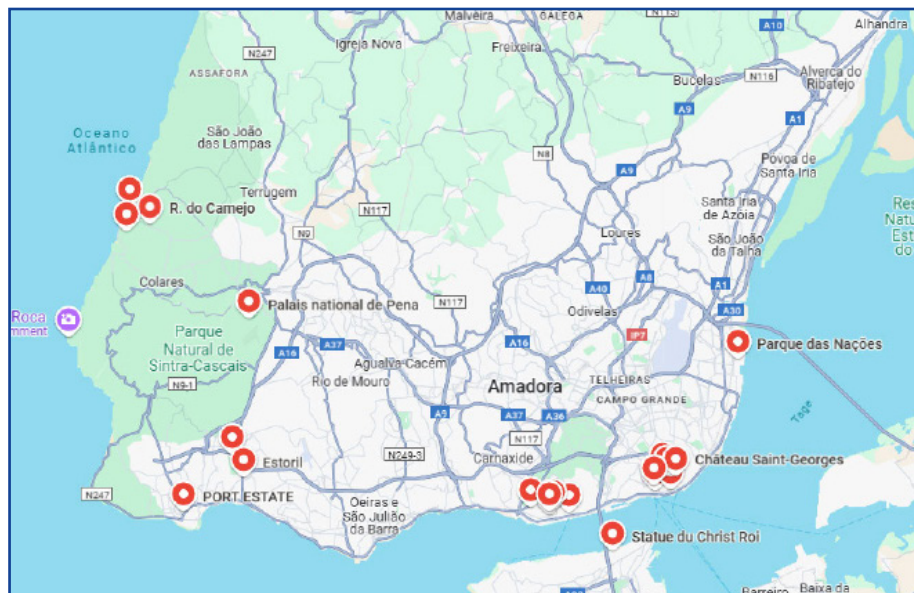 Malveira
GALEGA
N115
A10
Alhandra
Igreja Nova
Freixeira
N247
ASSAFORA
Bucelas
N116
Alverca do
Ribatejo
A9
A1
Oceano
Atlântico
São João
das Lampas
N8
Póvoa de
Santa Iria
A9
Terrugem
N117
Santa Iria
de Azóia
R. do Camejo
N9
Loures
São João
da Talha
Colares
A40
A8
A1
Palais national de Pena
N117
Odivelas
A30
Roca
Parque
Natural de
Sintra-Cascais
A16
A37
A16
IP7
Parque das Nações
Agualva Cacém
Rio de Mouro
N9-1
Amadora
TELHEIRAS
CAMPO GRANDE
Tage
A9
A37
A36
N117
Estoril
N249-3
Carnaxide
Château Saint-Georges
N247
PORT ESTATE
Oeiras e
São Julião
da Barra
Statue du Christ Roi
Barreiro
Baixa da